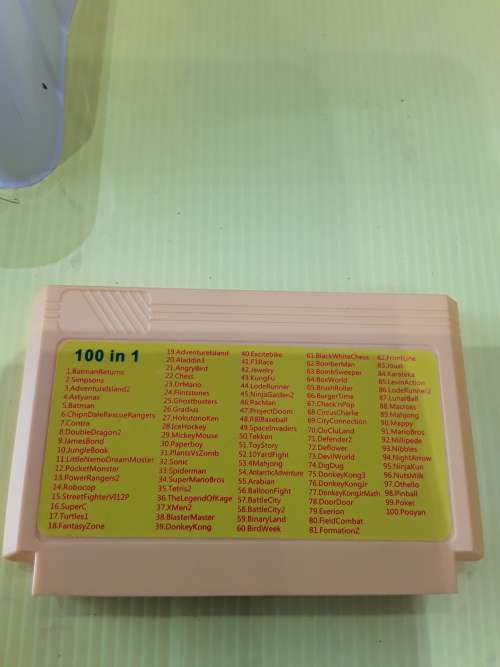 100 in 1
1.BatmanReturns
2.Simpsons
3.AdventureIsland2
4.Astyanax
5.Batman
6.ChipnDaleRescueRangers
7.Contra
8.DoubleDragon2
9.JamesBond
10.JungleBook
11.LittleNemoDreamMoster
12.PocketMonster
13.PowerRangers2
14.Robocop
15.StreetFighterVI12P
16.SuperC
17.Turtles1
18.FantasyZone
19.AdventureIsland
20.Aladdin3
21.AngryBird
22.Chess
23.DrMario
24.Flintstones
25.Ghostbusters
26.Gradius
27.HokutonoKen
28.IceHockey
29.MickeyMouse
30.Paperboy
31.PlantsVsZomb
32.Sonic
33.Spiderman
34.SuperMarioBros
35.Tetris2
36.TheLegendOfKage
37.XMen2
38.BlasterMaster
39.DonkeyKong
40.Excitebike
41.F1Race
42.Jewelry
43.KungFu
44.LodeRunner
45.NinjaGarden2
46.PacMan
47.ProjectDoom
48.RBIBaseball
49.SpaceInvaders
50.Tekken
51.ToyStory
52.10YardFight
53.4Mahjong
54.AntarcticAdventure
55.Arabian
56.BalloonFight
57.BattleCity
58.BattleCity2
59.BinaryLand
60.BirdWeek
61.BlackWhiteChess
62.BomberMan
63.BombSweeper
64.BoxWorld
65.BrushRoller
66.BurgerTime
67.Chack'nPop
68.CircusCharlie
69.CityConnection
70.CluCluLand
71.Defender2
72.Deflower
73.DevilWorld
74.DigDug
75.DonkeyKong3
76.DonkeyKongJr
77.DonkeyKongJrMath
78.DoorDoor
79.Exerion
80.FieldCombat
81.FormationZ
82.FrontLine
83.Joust
84.Karateka
85.LevinAction
86.LodeRunner2
87.LunarBall
88.Macross
89.Mahjong
90.Mappy
91.MarioBros
92.Millipede
93.Nibbles
94.NightArrow
95.NinjaKun
96.NutsMilk
97.Othello
98.Pinball
99.Poker
100.Pooyan